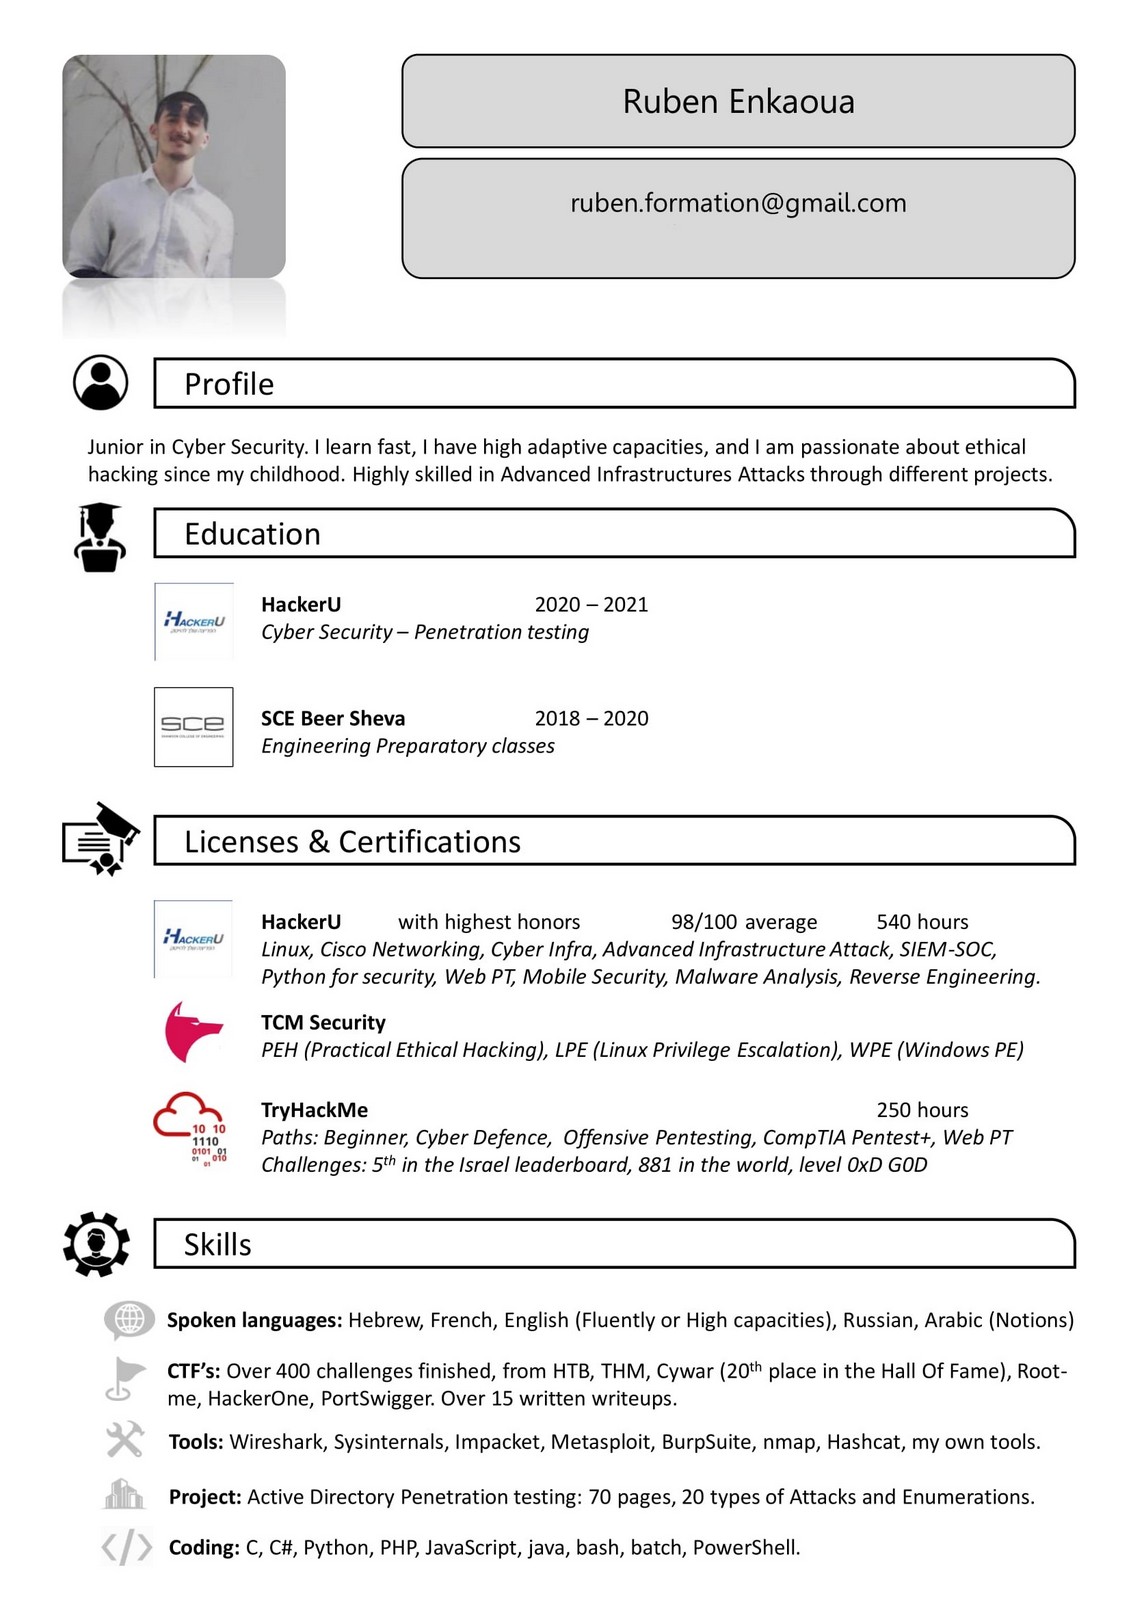 Ruben Enkaoua
ruben.formation@gmail.com
Profile
Junior in Cyber Security. I learn fast, I have high adaptive capacities, and I am passionate about ethical
hacking since my childhood. Highly skilled in Advanced Infrastructures Attacks through different projects.
Education
HACKERU
HackerU 2020 – 2021
Cyber Security – Penetration testing
sce
SCE Beer Sheva 2018 – 2020
Engineering Preparatory classes
Licenses & Certifications
HACKERU
HackerU with highest honors 98/100 average 540 hours
Linux, Cisco Networking, Cyber Infra, Advanced Infrastructure Attack, SIEM-SOC,
Python for security, Web PT, Mobile Security, Malware Analysis, Reverse Engineering.
TCM Security
PEH (Practical Ethical Hacking), LPE (Linux Privilege Escalation), WPE (Windows PE)
10 10
1110
0101 01
01 010
01
TryHackMe 250 hours
Paths: Beginner, Cyber Defence, Offensive Pentesting, CompTIA Pentest+, Web PT
Challenges: 5th in the Israel leaderboard, 881 in the world, level 0xD G0D
Skills
Spoken languages: Hebrew, French, English (Fluently or High capacities), Russian, Arabic (Notions)
CTF's: Over 400 challenges finished, from HTB, THM, Cywar (20th place in the Hall Of Fame), Root-
me, HackerOne, PortSwigger. Over 15 written writeups.
Tools: Wireshark, Sysinternals, Impacket, Metasploit, BurpSuite, nmap, Hashcat, my own tools.
Project: Active Directory Penetration testing: 70 pages, 20 types of Attacks and Enumerations.
</> Coding: C, C#, Python, PHP, JavaScript, java, bash, batch, PowerShell.